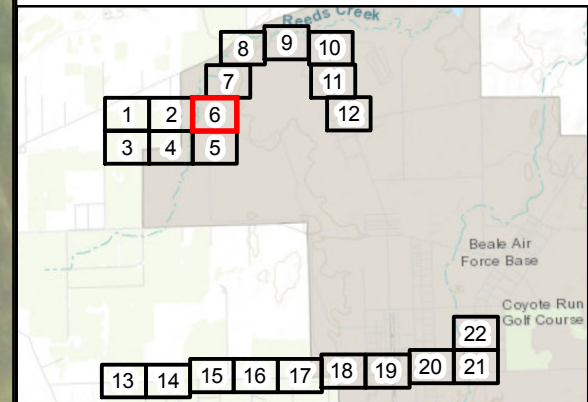 Reeds Creek
8 9 10
7 11
1 2 6 12
3 4 5
Beale Air
Force Base
Coyote Run
Golf Course
22
13 14 15 16 17 18 19 20 21